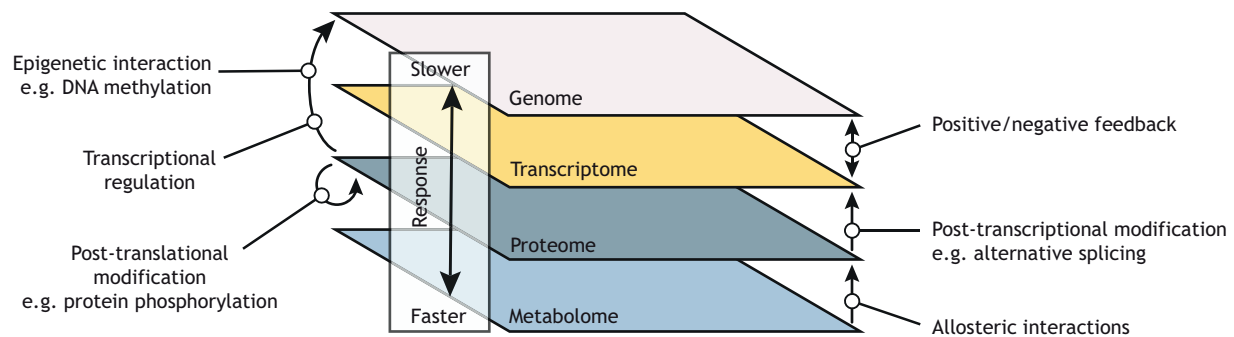 Epigenetic interaction
e.g. DNA methylation
Transcriptional
regulation
Post-translational
modification
e.g. protein phosphorylation
Slower
Response
Faster
Genome
Transcriptome
Proteome
Metabolome
Positive/negative feedback
Post-transcriptional modification
e.g. alternative splicing
Allosteric interactions